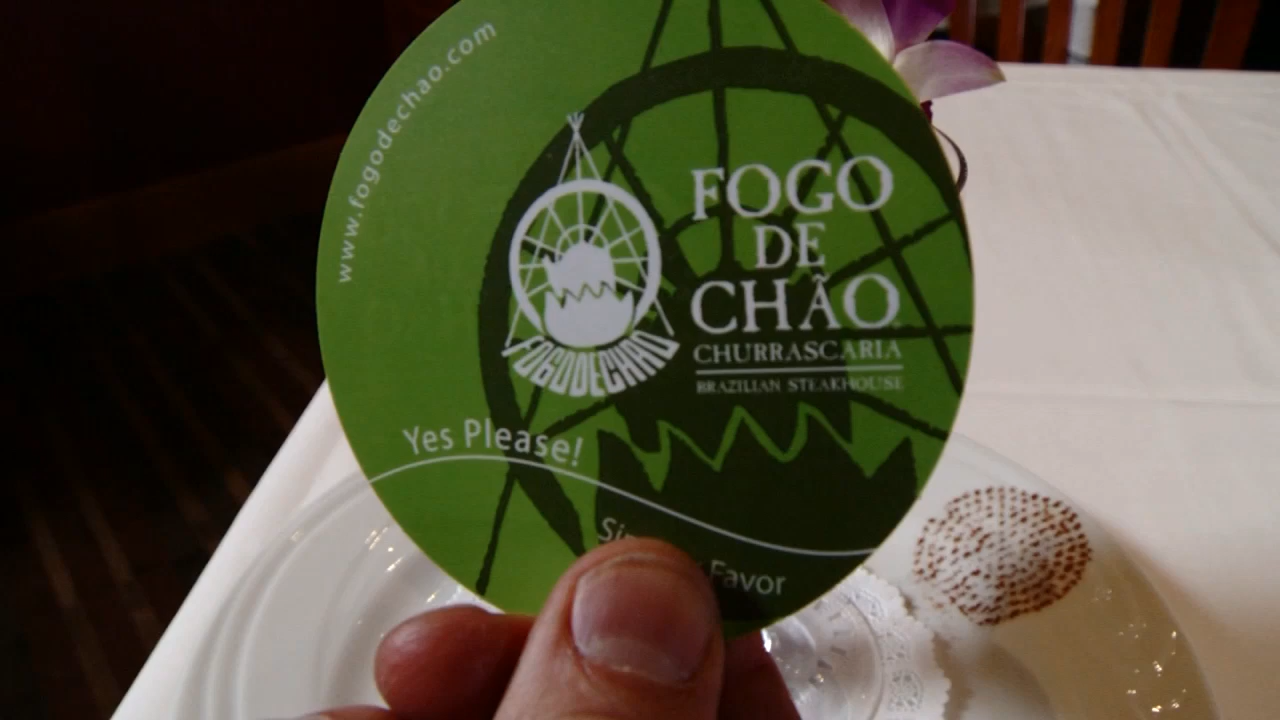 www.fogodechao.com
FOGO
DE
CHÃO
CHURRASCARIA
BRAZILIAN STEAKHOUSE
FOGODECHAO
Yes Please!
Favor